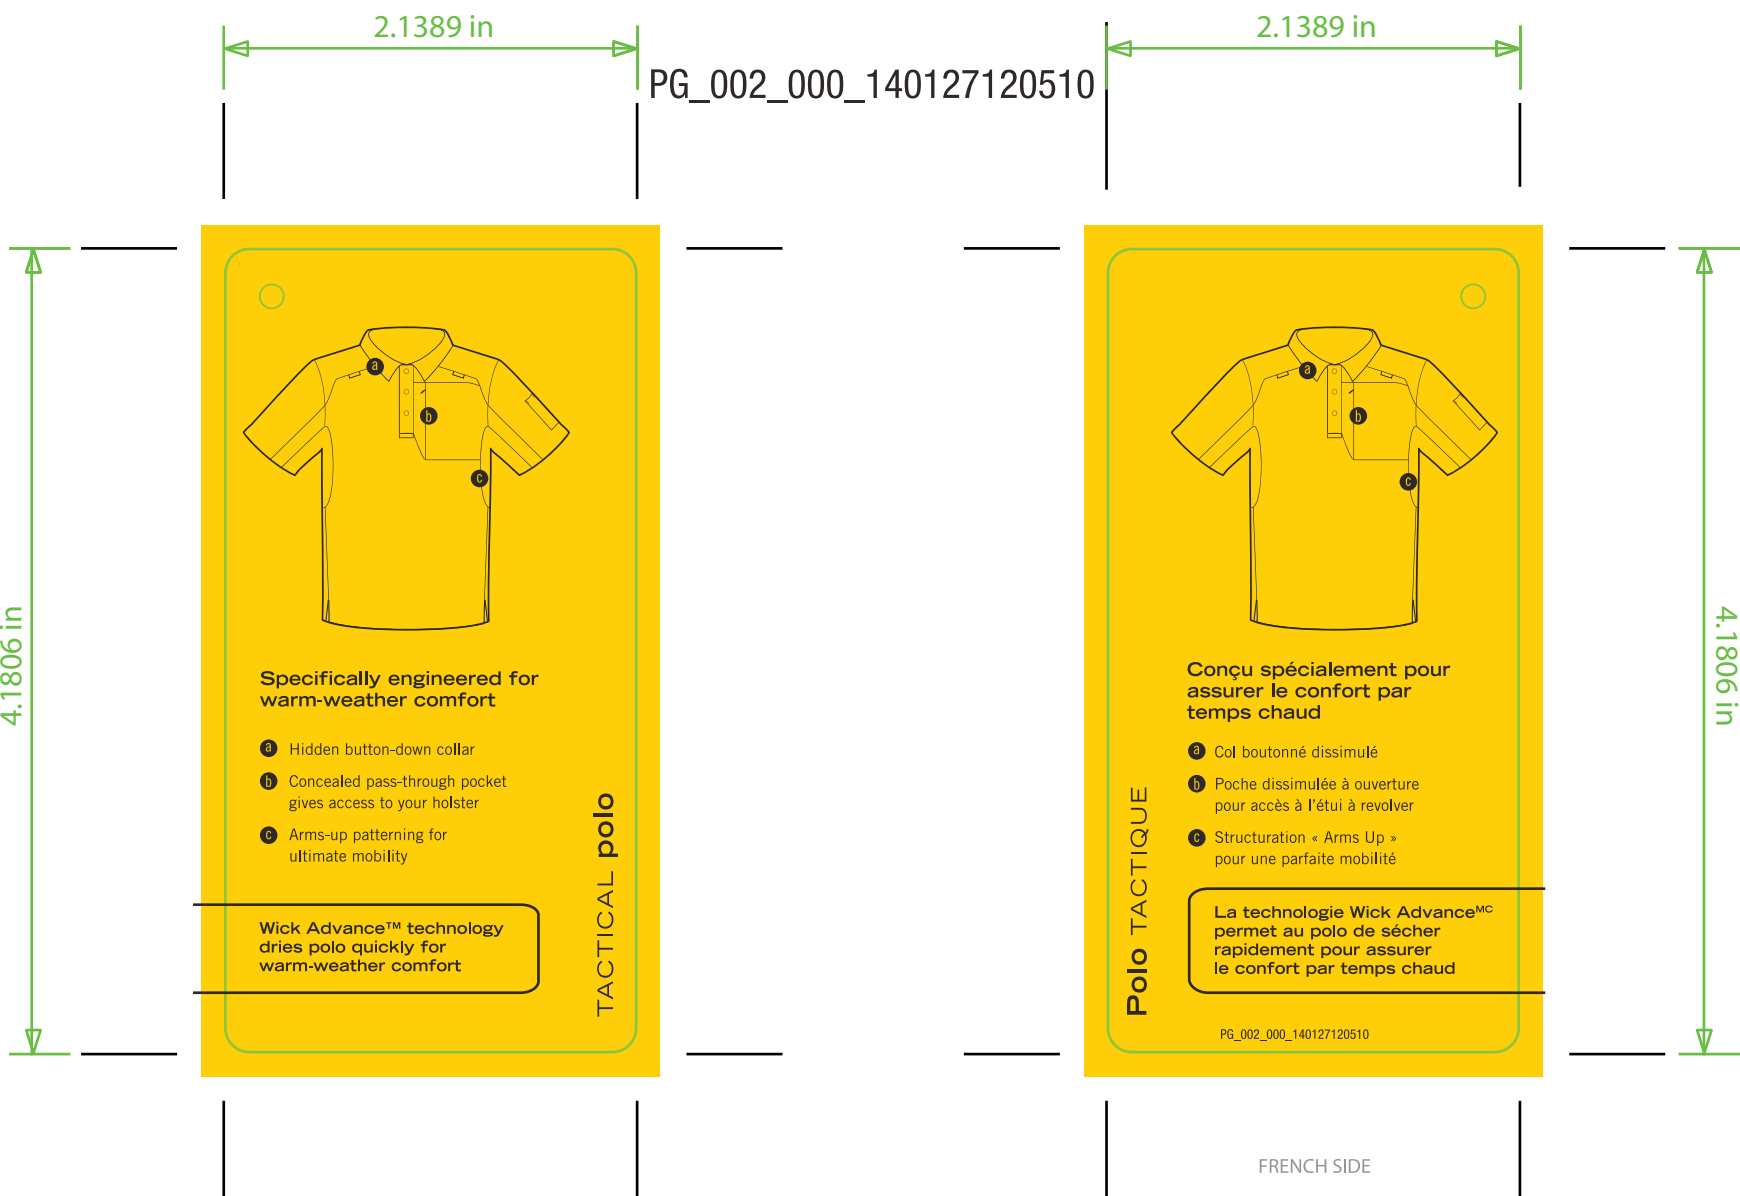 2.1389 in
2.1389 in
PG_002_000_140127120510
4.1806 in
a
b
c
Specifically engineered for
warm-weather comfort
a Hidden button-down collar
b Concealed pass-through pocket
gives access to your holster
c Arms-up patterning for
ultimate mobility
Wick Advance™ technology
dries polo quickly for
warm-weather comfort
TACTICAL polo
a
b
c
Conçu spécialement pour
assurer le confort par
temps chaud
a Col boutonné dissimulé
b Poche dissimulée à ouverture
pour accès à l'étui à revolver
c Structuration « Arms Up »
pour une parfaite mobilité
Polo TACTIQUE
La technologie Wick Advanceᴹᶜ
permet au polo de sécher
rapidement pour assurer
le confort par temps chaud
PG_002_000_140127120510
4.1806 in
FRENCH SIDE